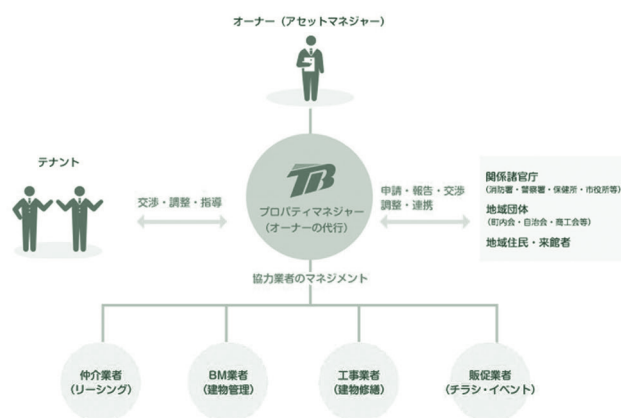 オーナー（アセットマネジャー）
テナント
交渉・調整・指導
TB
プロパティマネジャー
（オーナーの代行）
申請・報告・交渉
調整・連携
関係諸官庁
（消防署・警察署・保健所・市役所等）
地域団体
（町内会・自治会・商工会等）
地域住民・来館者
協力業者のマネジメント
仲介業者
（リーシング）
BM業者
（建物管理）
工事業者
（建物修繕）
販促業者
（チラシ・イベント）